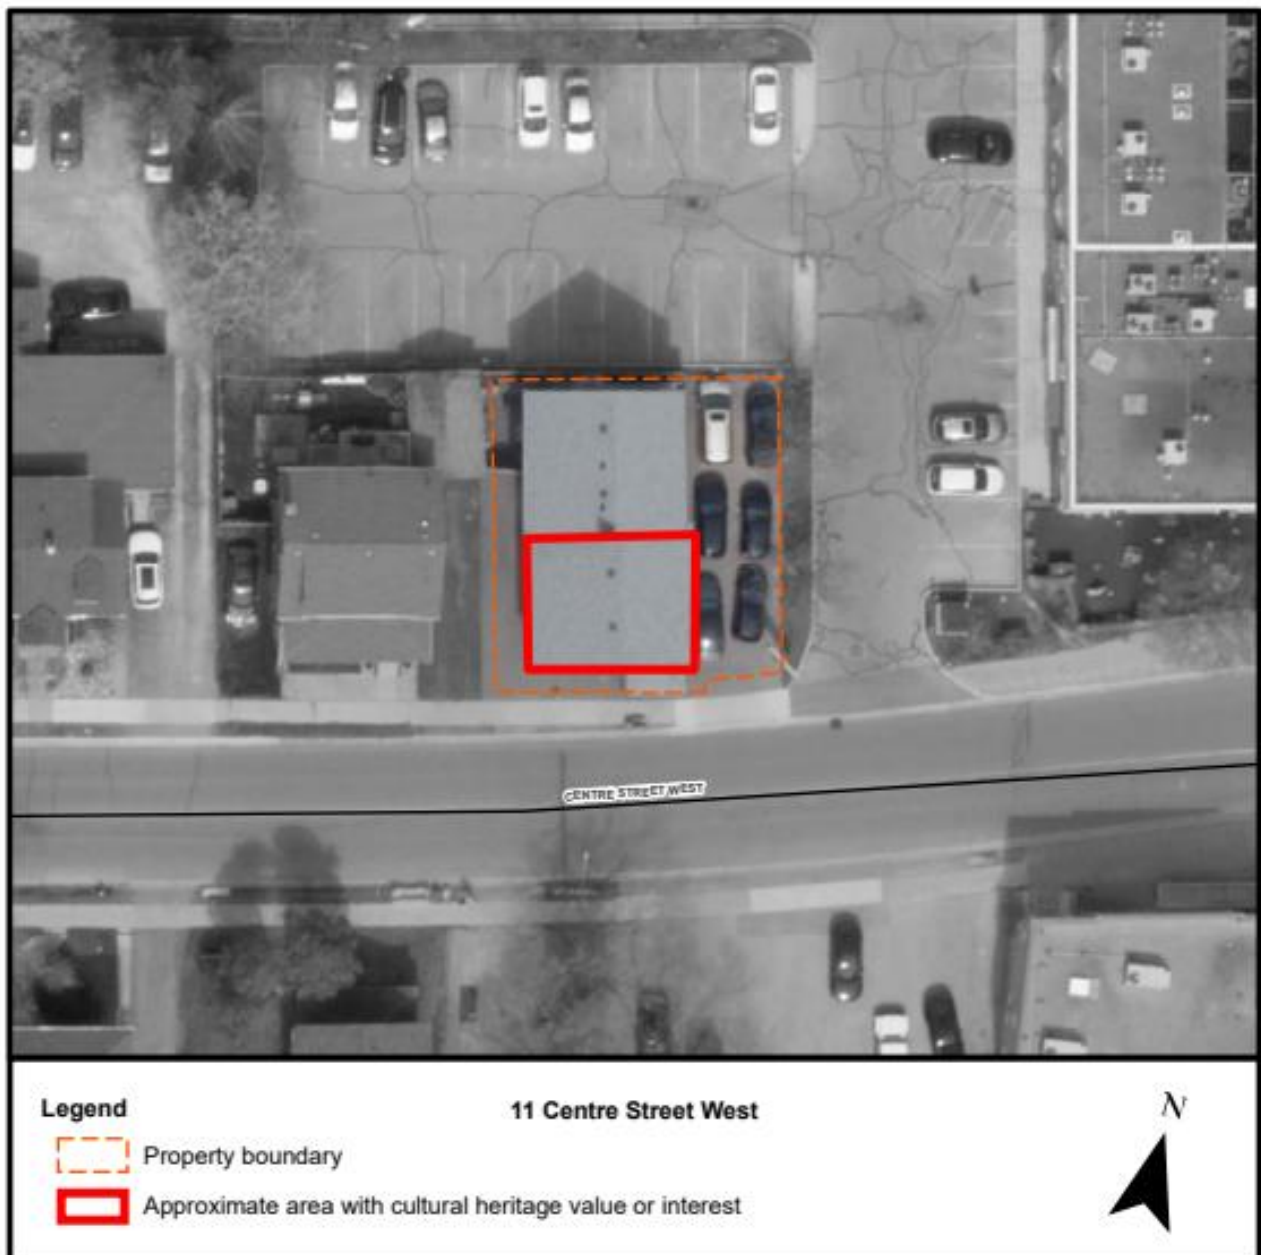 CENTRE STREET WEST
Legend
11 Centre Street West
N
Property boundary
Approximate area with cultural heritage value or interest